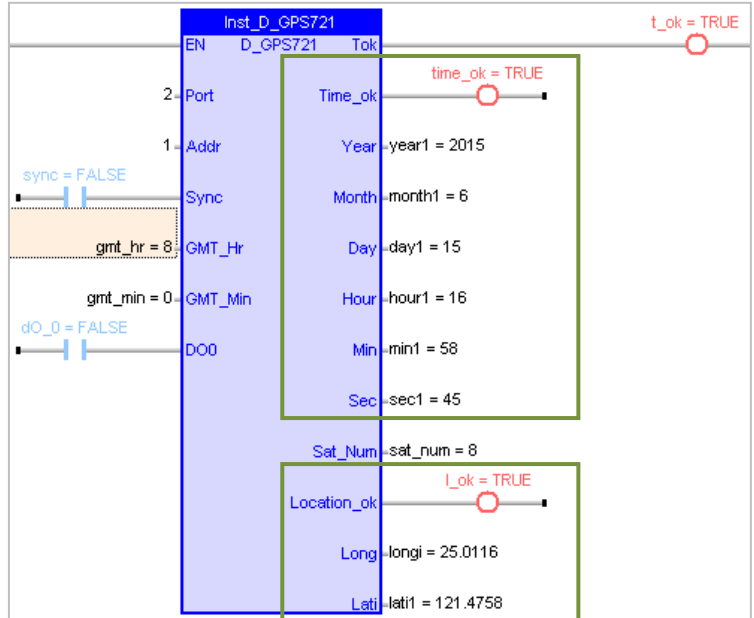 Inst_D_GPS721
t_ok = TRUE
EN D_GPS721 Tok
time_ok = TRUE
2 Port Time_ok
1 Addr Year year1 = 2015
sync = FALSE
Sync Month month1 = 6
gmt_hr = 8 GMT_Hr Day day1 = 15
gmt_min = 0 GMT_Min Hour hour1 = 16
dO_0 = FALSE
DO0 Min min1 = 58
Sec sec1 = 45
Sat_Num sat_num = 8
l_ok = TRUE
Location_ok
Long longi = 25.0116
Lati lati1 = 121.4758